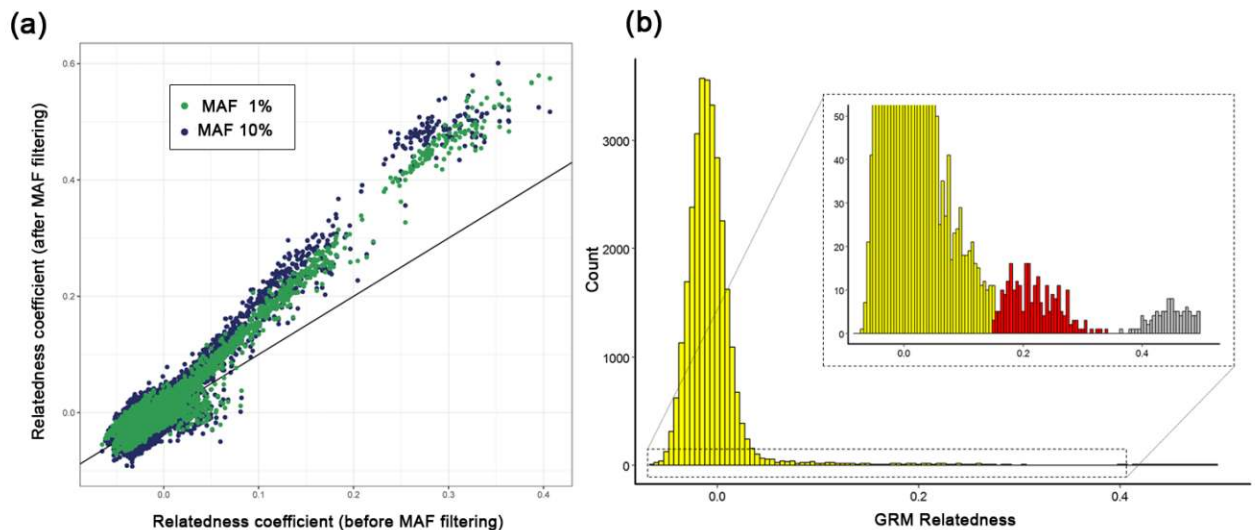 (a)
0.6
0.4
0.2
0.0
Relatedness coefficient (after MAF filtering)
MAF 1%
MAF 10%
0.0 0.1 0.2 0.3 0.4
Relatedness coefficient (before MAF filtering)
(b)
3000
2000
1000
0
Count
50
40
30
20
10
0
0.0 0.2 0.4
0.0 0.2 0.4
GRM Relatedness